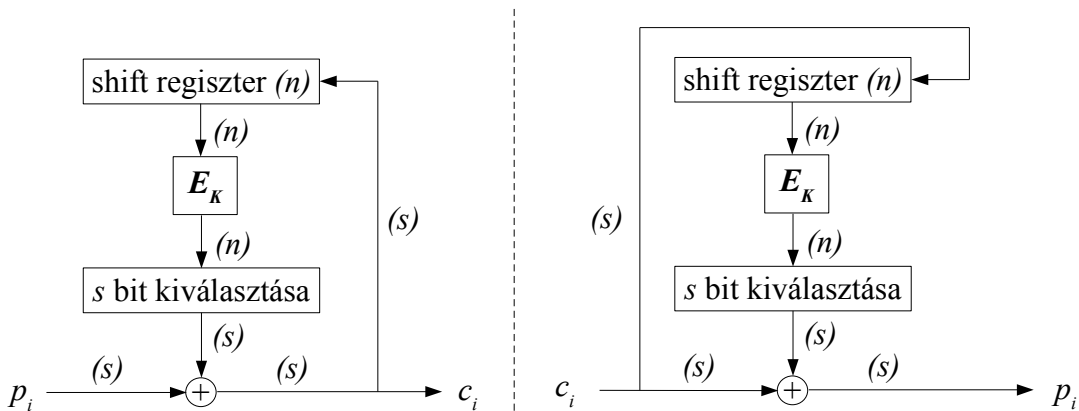 shift regiszter (n)
(n)
E_K
(n)
(s)
s bit kiválasztása
(s)
(s)
(s)
p_i
+
c_i
shift regiszter (n)
(n)
E_K
(s)
(n)
s bit kiválasztása
(s)
(s)
(s)
c_i
+
p_i